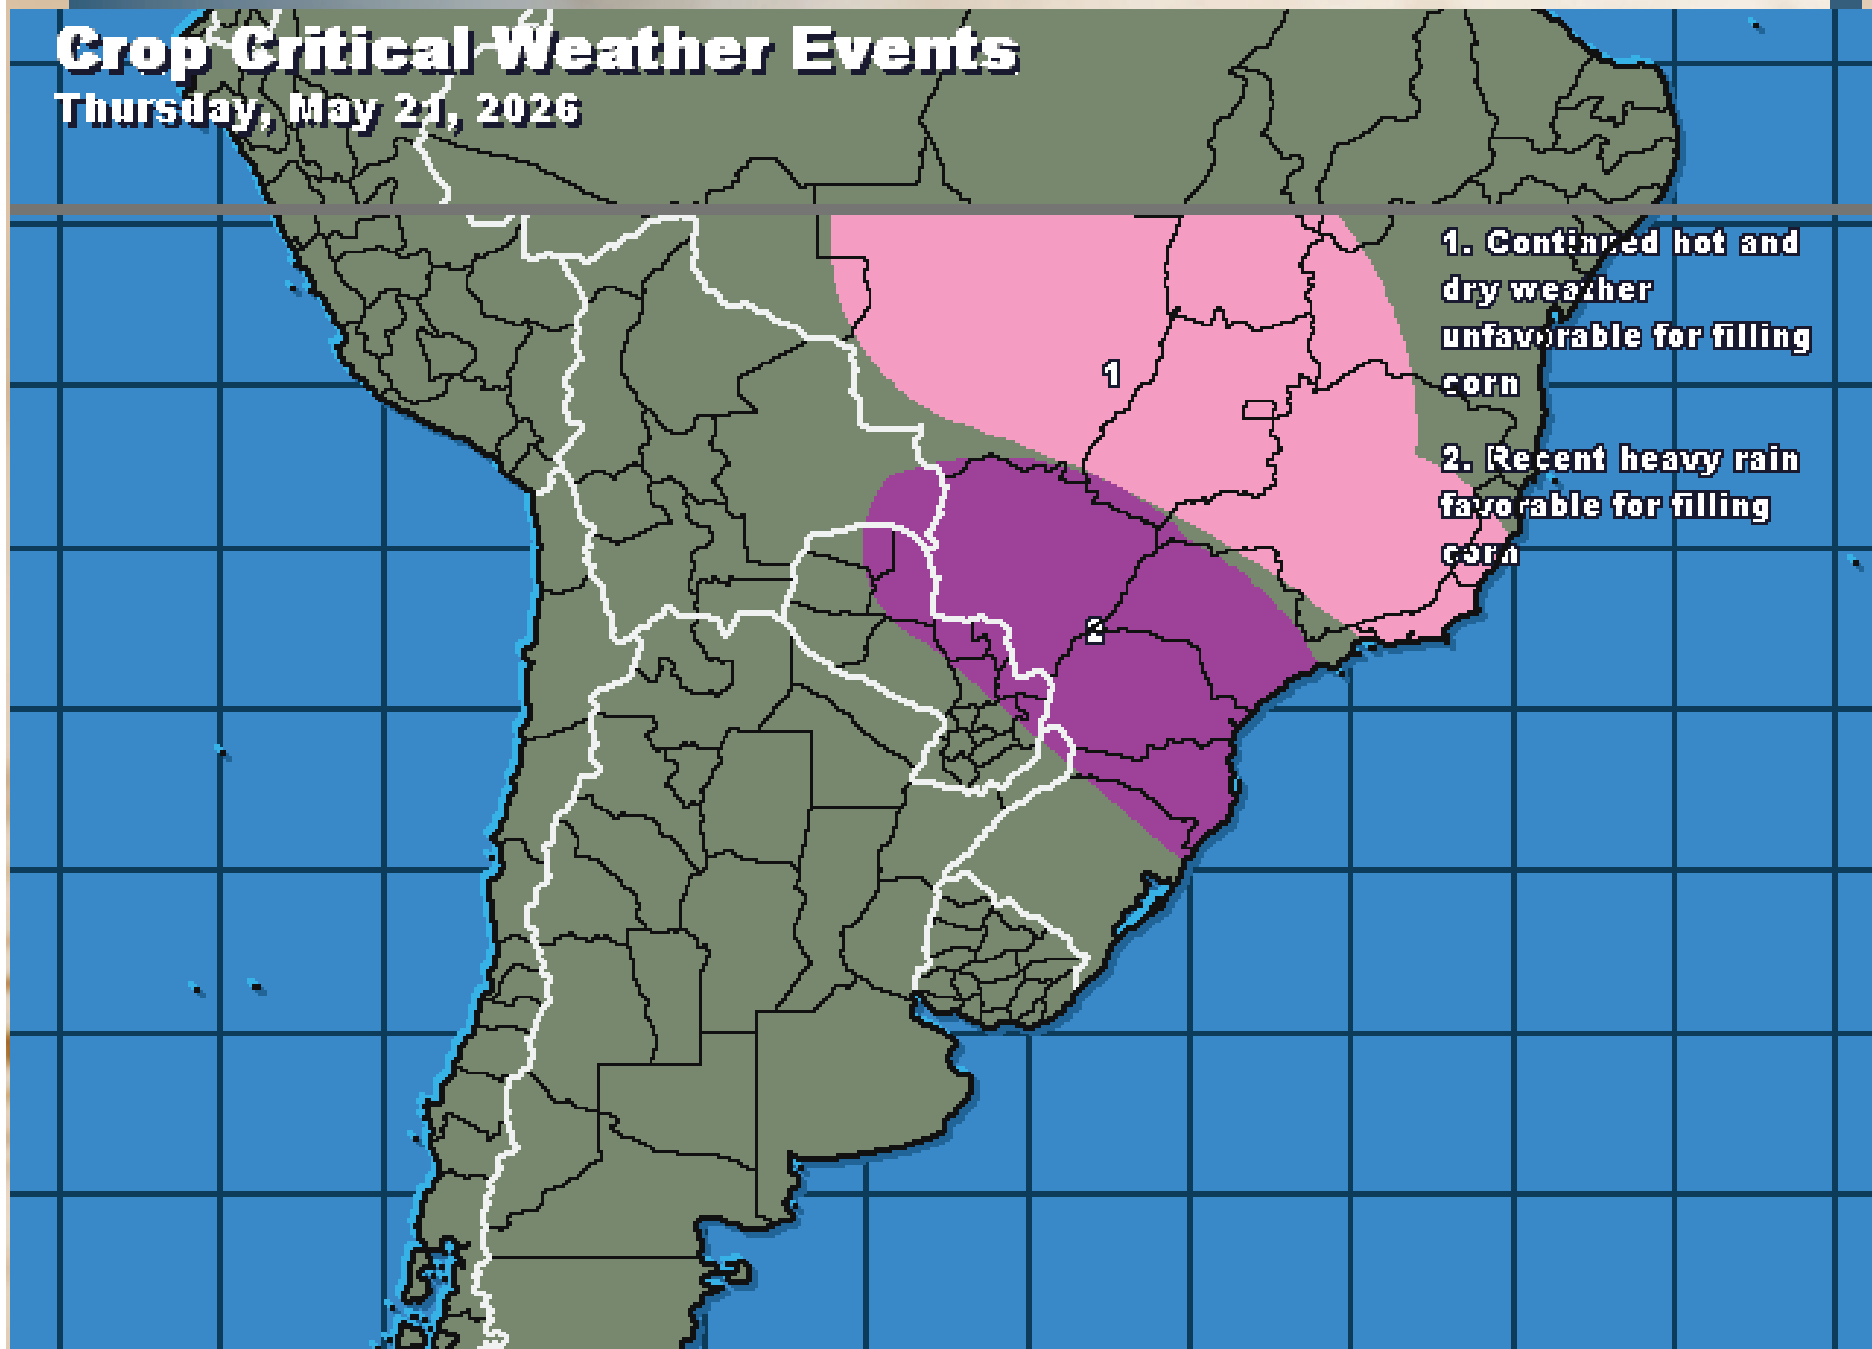 Crop Critical Weather Events
Thursday, May 21, 2026
1. Continued hot and
dry weather
unfavorable for filling
corn
1
2. Recent heavy rain
favorable for filling
corn
2